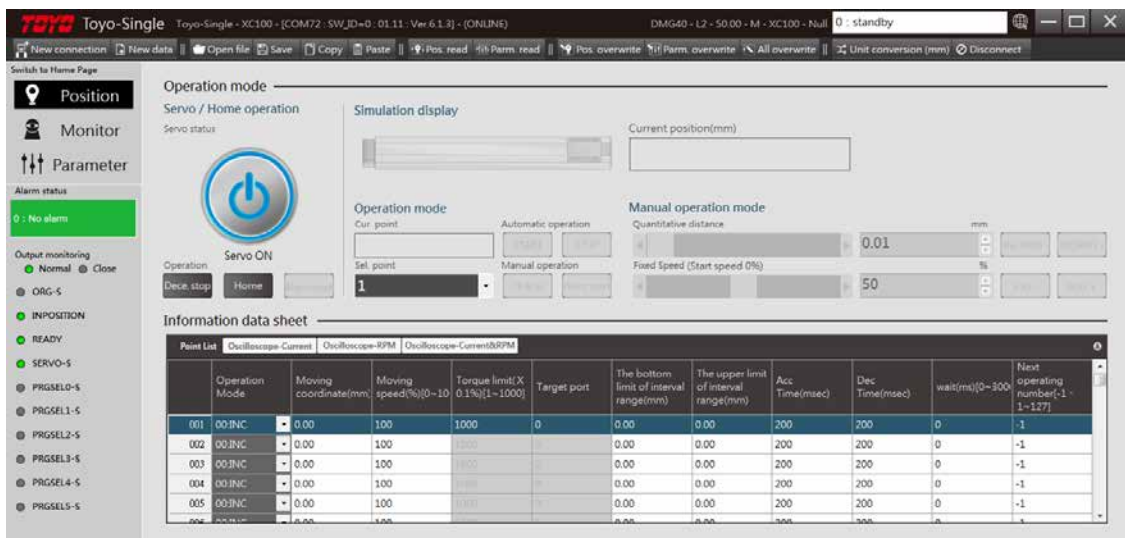 TOYO Toyo-Single Toyo-Single - XC100 - [COM72 : SW_ID=0 : 01.11 : Ver.6.1.3] - (ONLINE) DMG40 - L2 - 50.00 - M - XC100 - Null 0 : standby
New connection New data Open file Save Copy Paste Pos. read Parm. read Pos. overwrite Parm. overwrite All overwrite Unit conversion (mm) Disconnect
Switch to Home Page
Position
Monitor
Parameter
Alarm status
0 : No alarm
Output monitoring
Normal Close
ORG-S
INPOSITION
READY
SERVO-S
PRGSEL0-S
PRGSEL1-S
PRGSEL2-S
PRGSEL3-S
PRGSEL4-S
PRGSEL5-S
Operation mode
Servo / Home operation
Servo status
Servo ON
Operation
Dece. stop Home
Simulation display
Current position(mm)
Operation mode
Cur. point Automatic operation
Sel. point Manual operation
1
Manual operation mode
Quantitative distance mm
0.01
Fixed Speed (Start speed 0%) %
50
Information data sheet
Point List Oscilloscope-Current Oscilloscope-RPM Oscilloscope-Current&RPM
Operation Mode Moving coordinate(mm) Moving speed(%)[0~10 Torque limit(X 0.1%)[1~1000] Target port The bottom limit of interval range(mm) The upper limit of interval range(mm) Acc Time(msec) Dec Time(msec) wait(ms)[0~300 Next operating number[-1 - 1~127]
001 00:INC 0.00 100 1000 0 0.00 0.00 200 200 0 -1
002 00:INC 0.00 100 1000 0 0.00 0.00 200 200 0 -1
003 00:INC 0.00 100 1000 0 0.00 0.00 200 200 0 -1
004 00:INC 0.00 100 1000 0 0.00 0.00 200 200 0 -1
005 00:INC 0.00 100 1000 0 0.00 0.00 200 200 0 -1